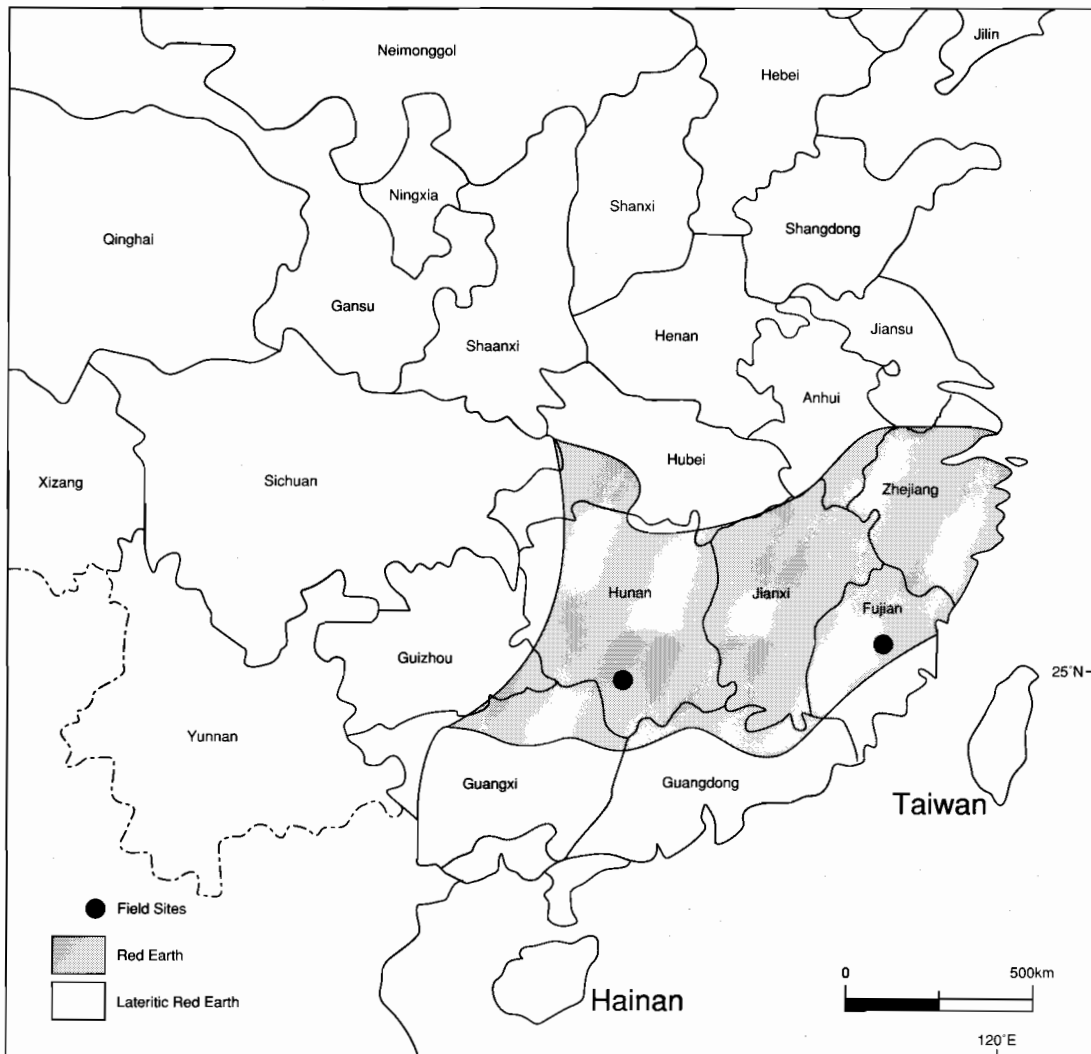 Neimonggol
Jilin
Hebei
Ningxia
Shanxi
Shangdong
Qinghai
Gansu
Henan
Jiansu
Shaanxi
Anhui
Hubei
Xizang
Sichuan
Zhejiang
Hunan
Jianxi
Fujian
Guizhou
25°N
Yunnan
Guangxi
Guangdong
Taiwan
Field Sites
Red Earth
Lateritic Red Earth
Hainan
0 500km
120°E